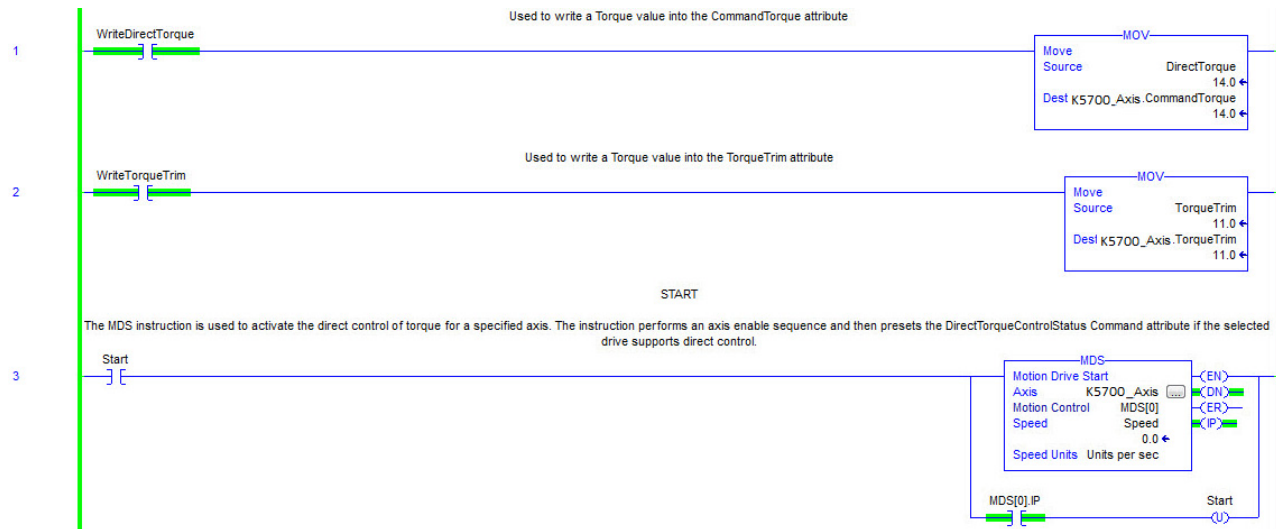 Used to write a Torque value into the CommandTorque attribute
WriteDirectTorque
1
MOV
Move
Source DirectTorque
14.0
Dest K5700_Axis.CommandTorque
14.0
Used to write a Torque value into the TorqueTrim attribute
WriteTorqueTrim
2
MOV
Move
Source TorqueTrim
11.0
Dest K5700_Axis.TorqueTrim
11.0
START
The MDS instruction is used to activate the direct control of torque for a specified axis. The instruction performs an axis enable sequence and then presets the DirectTorqueControlStatus Command attribute if the selected
drive supports direct control.
Start
3
MDS
Motion Drive Start (EN)
Axis K5700_Axis ... (DN)
Motion Control MDS[0] (ER)
Speed Speed (IP)
0.0
Speed Units Units per sec
MDS[0].IP Start
(U)